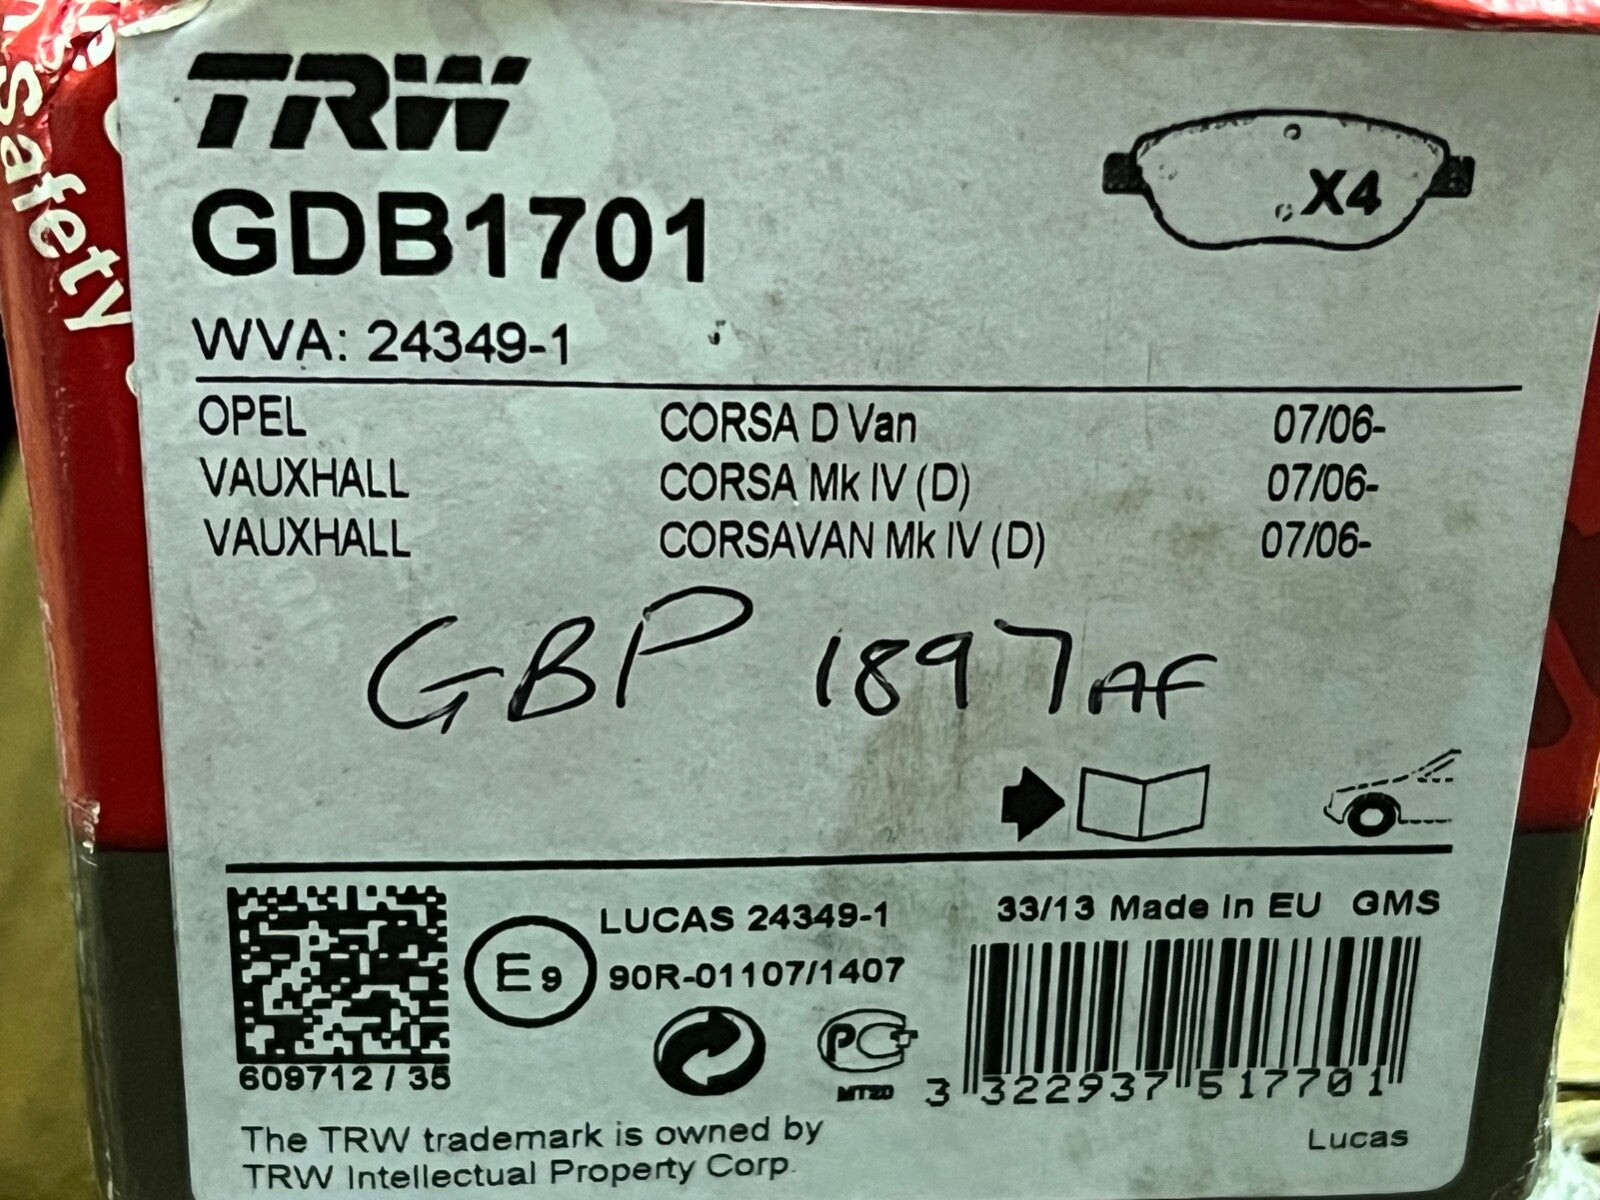 Safety
TRW
GDB1701
X4
WVA: 24349-1
OPEL CORSA D Van 07/06-
VAUXHALL CORSA Mk IV (D) 07/06-
VAUXHALL CORSAVAN Mk IV (D) 07/06-
GBP 1897AF
LUCAS 24349-1 33/13 Made in EU GMS
E9 90R-01107/1407
PC
MT20
609712 / 35
3 322937 517701
The TRW trademark is owned by
TRW Intellectual Property Corp.
Lucas